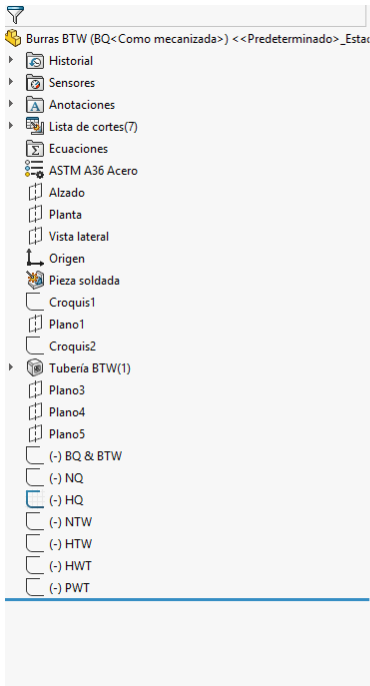 Burras BTW (BQ<Como mecanizada>) <<Predeterminado>_Estac
Historial
Sensores
A Anotaciones
Lista de cortes(7)
Σ Ecuaciones
ASTM A36 Acero
Alzado
Planta
Vista lateral
Origen
Pieza soldada
Croquis1
Plano1
Croquis2
Tubería BTW(1)
Plano3
Plano4
Plano5
(-) BQ & BTW
(-) NQ
(-) HQ
(-) NTW
(-) HTW
(-) HWT
(-) PWT